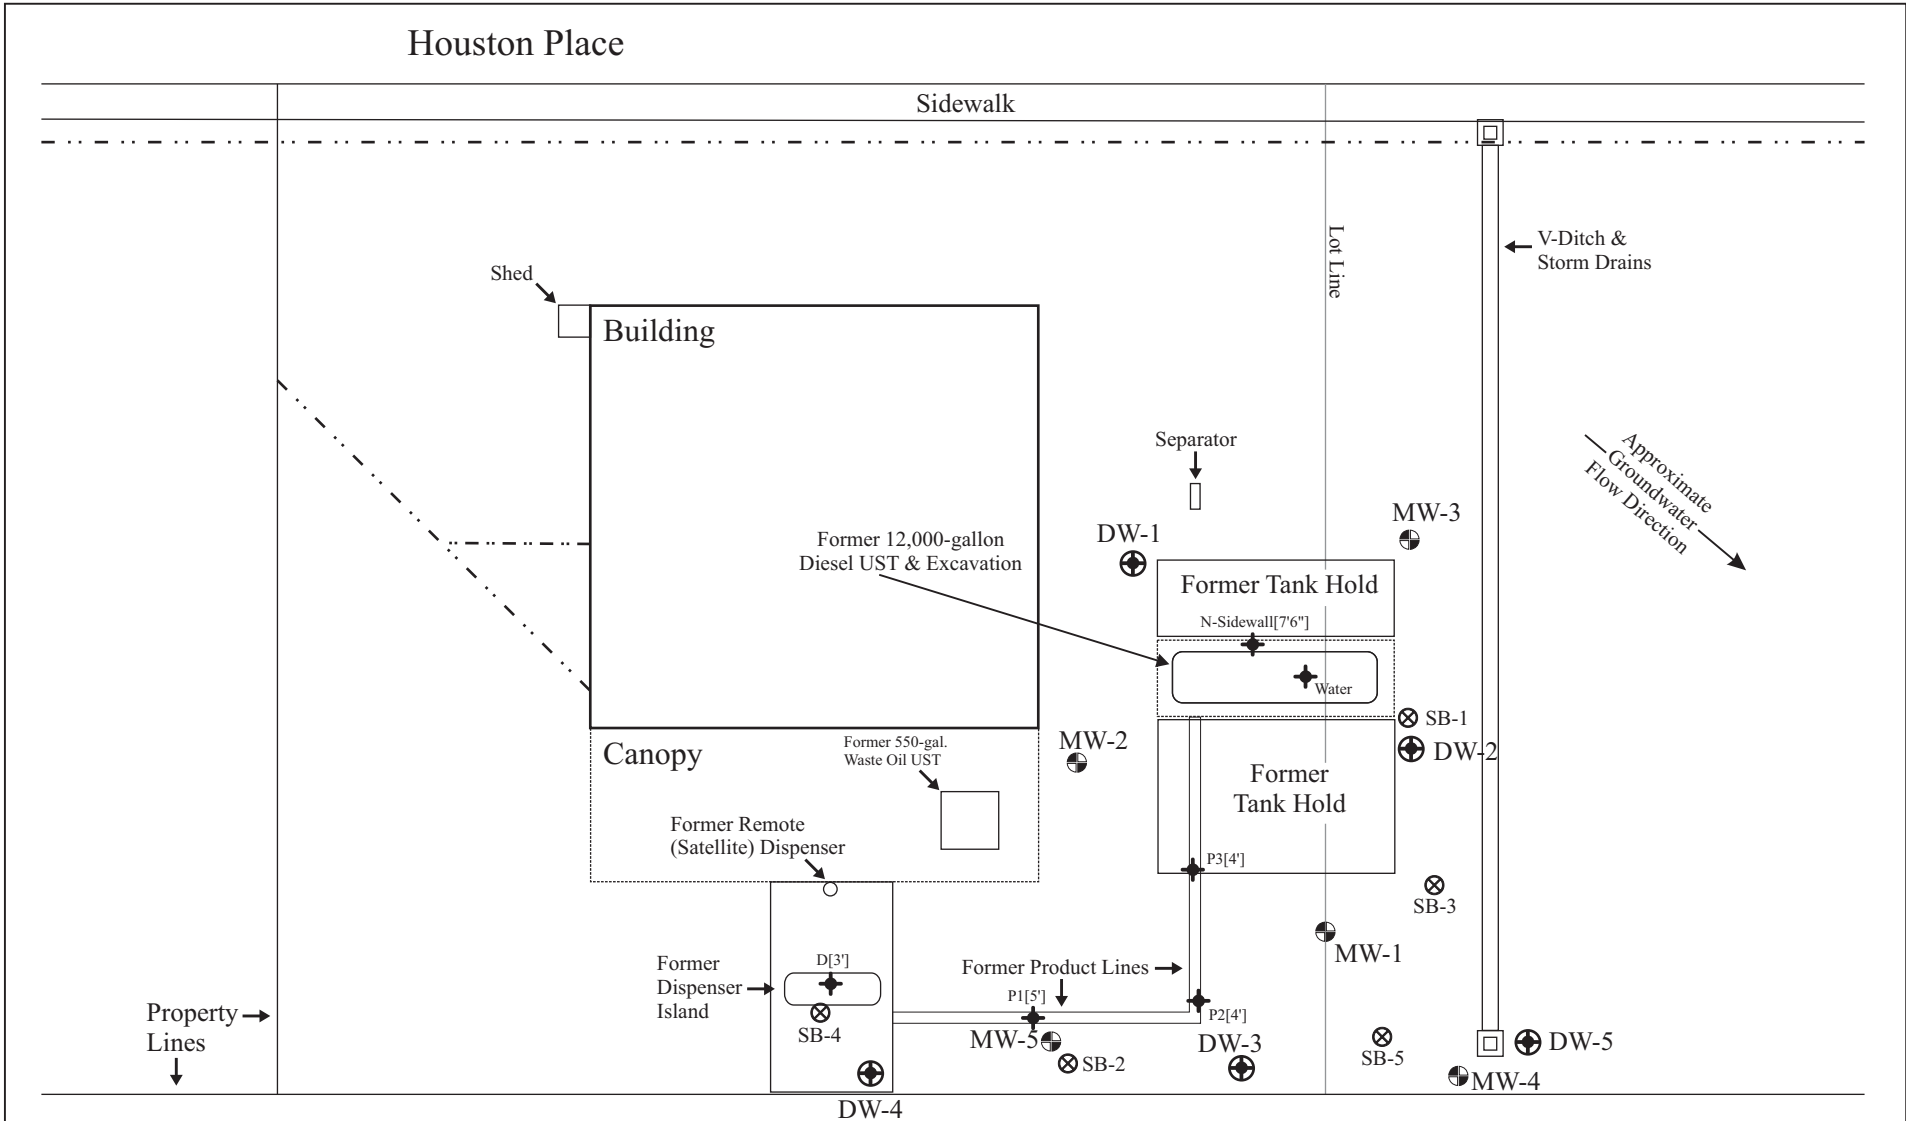 Houston Place
Sidewalk
Lot Line
V-Ditch &
Storm Drains
Shed
Building
Separator
Approximate
Groundwater
Flow Direction
MW-3
DW-1
Former 12,000-gallon
Diesel UST & Excavation
Former Tank Hold
N-Sidewall[7'6"]
Water
SB-1
DW-2
MW-2
Canopy
Former 550-gal.
Waste Oil UST
Former
Tank Hold
Former Remote
(Satellite) Dispenser
P3[4']
SB-3
MW-1
Former
Dispenser
Island
D[3']
SB-4
Former Product Lines
P1[5']
P2[4']
Property
Lines
MW-5
SB-2
DW-3
SB-5
DW-5
MW-4
DW-4